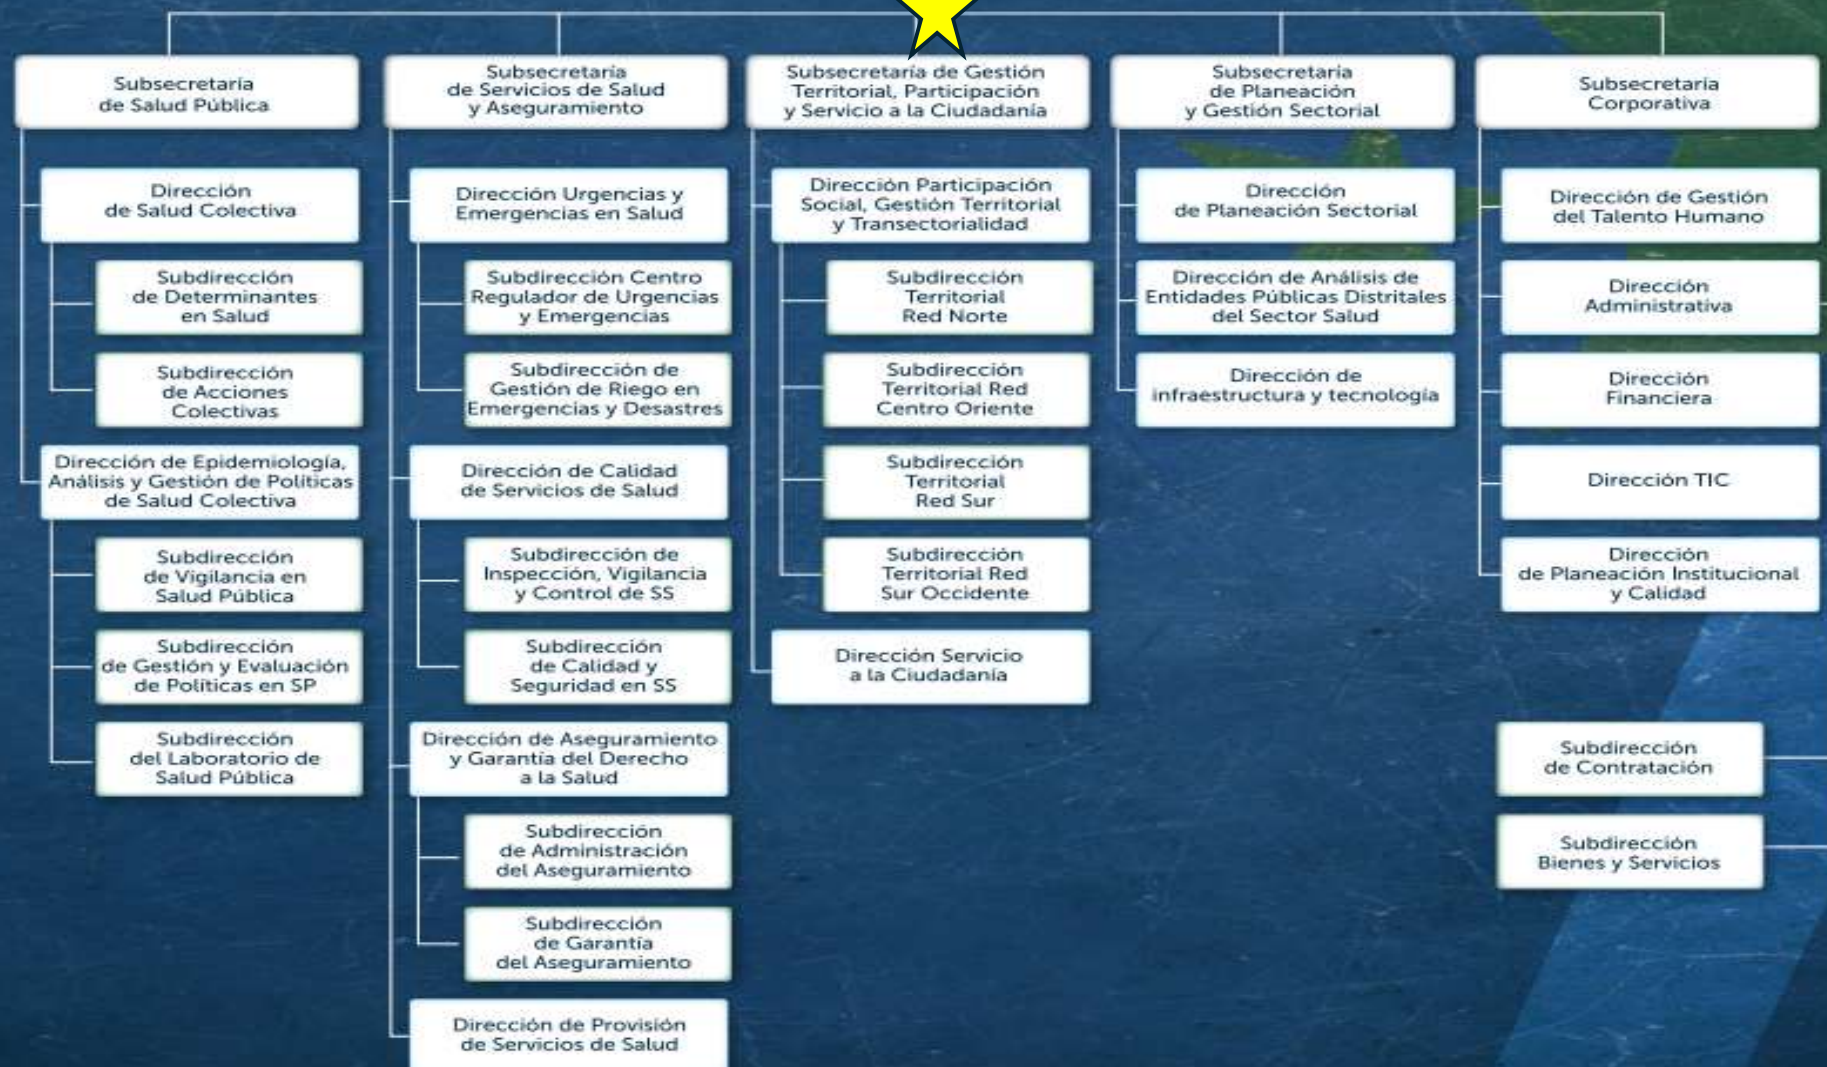 Subsecretaría
de Salud Pública
Dirección
de Salud Colectiva
Subdirección
de Determinantes
en Salud
Subdirección
de Acciones
Colectivas
Dirección de Epidemiología,
Análisis y Gestión de Políticas
de Salud Colectiva
Subdirección
de Vigilancia en
Salud Pública
Subdirección
de Gestión y Evaluación
de Políticas en SP
Subdirección
del Laboratorio de
Salud Pública
Subsecretaría
de Servicios de Salud
y Aseguramiento
Dirección Urgencias y
Emergencias en Salud
Subdirección Centro
Regulador de Urgencias
y Emergencias
Subdirección de
Gestión de Riego en
Emergencias y Desastres
Dirección de Calidad
de Servicios de Salud
Subdirección de
Inspección, Vigilancia
y Control de SS
Subdirección
de Calidad y
Seguridad en SS
Dirección de Aseguramiento
y Garantía del Derecho
a la Salud
Subdirección
de Administración
del Aseguramiento
Subdirección
de Garantía
del Aseguramiento
Dirección de Provisión
de Servicios de Salud
Subsecretaría de Gestión
Territorial, Participación
y Servicio a la Ciudadanía
Dirección Participación
Social, Gestión Territorial
y Transectorialidad
Subdirección
Territorial
Red Norte
Subdirección
Territorial Red
Centro Oriente
Subdirección
Territorial
Red Sur
Subdirección
Territorial Red
Sur Occidente
Dirección Servicio
a la Ciudadanía
Subsecretaría
de Planeación
y Gestión Sectorial
Dirección
de Planeación Sectorial
Dirección de Análisis de
Entidades Públicas Distritales
del Sector Salud
Dirección de
infraestructura y tecnología
Subsecretaría
Corporativa
Dirección de Gestión
del Talento Humano
Dirección
Administrativa
Dirección
Financiera
Dirección TIC
Dirección
de Planeación Institucional
y Calidad
Subdirección
de Contratación
Subdirección
Bienes y Servicios